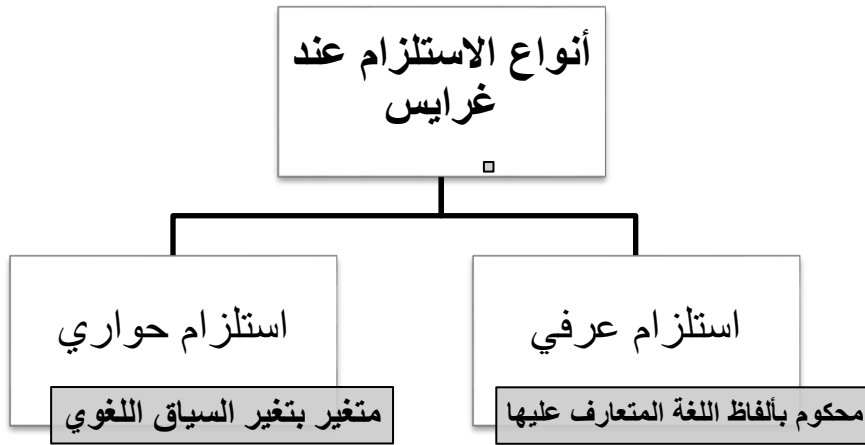 أنواع الاستلزام عند
غرايس
استلزام عرفي
محكوم بألفاظ اللغة المتعارف عليها
استلزام حواري
متغير بتغير السياق اللغوي